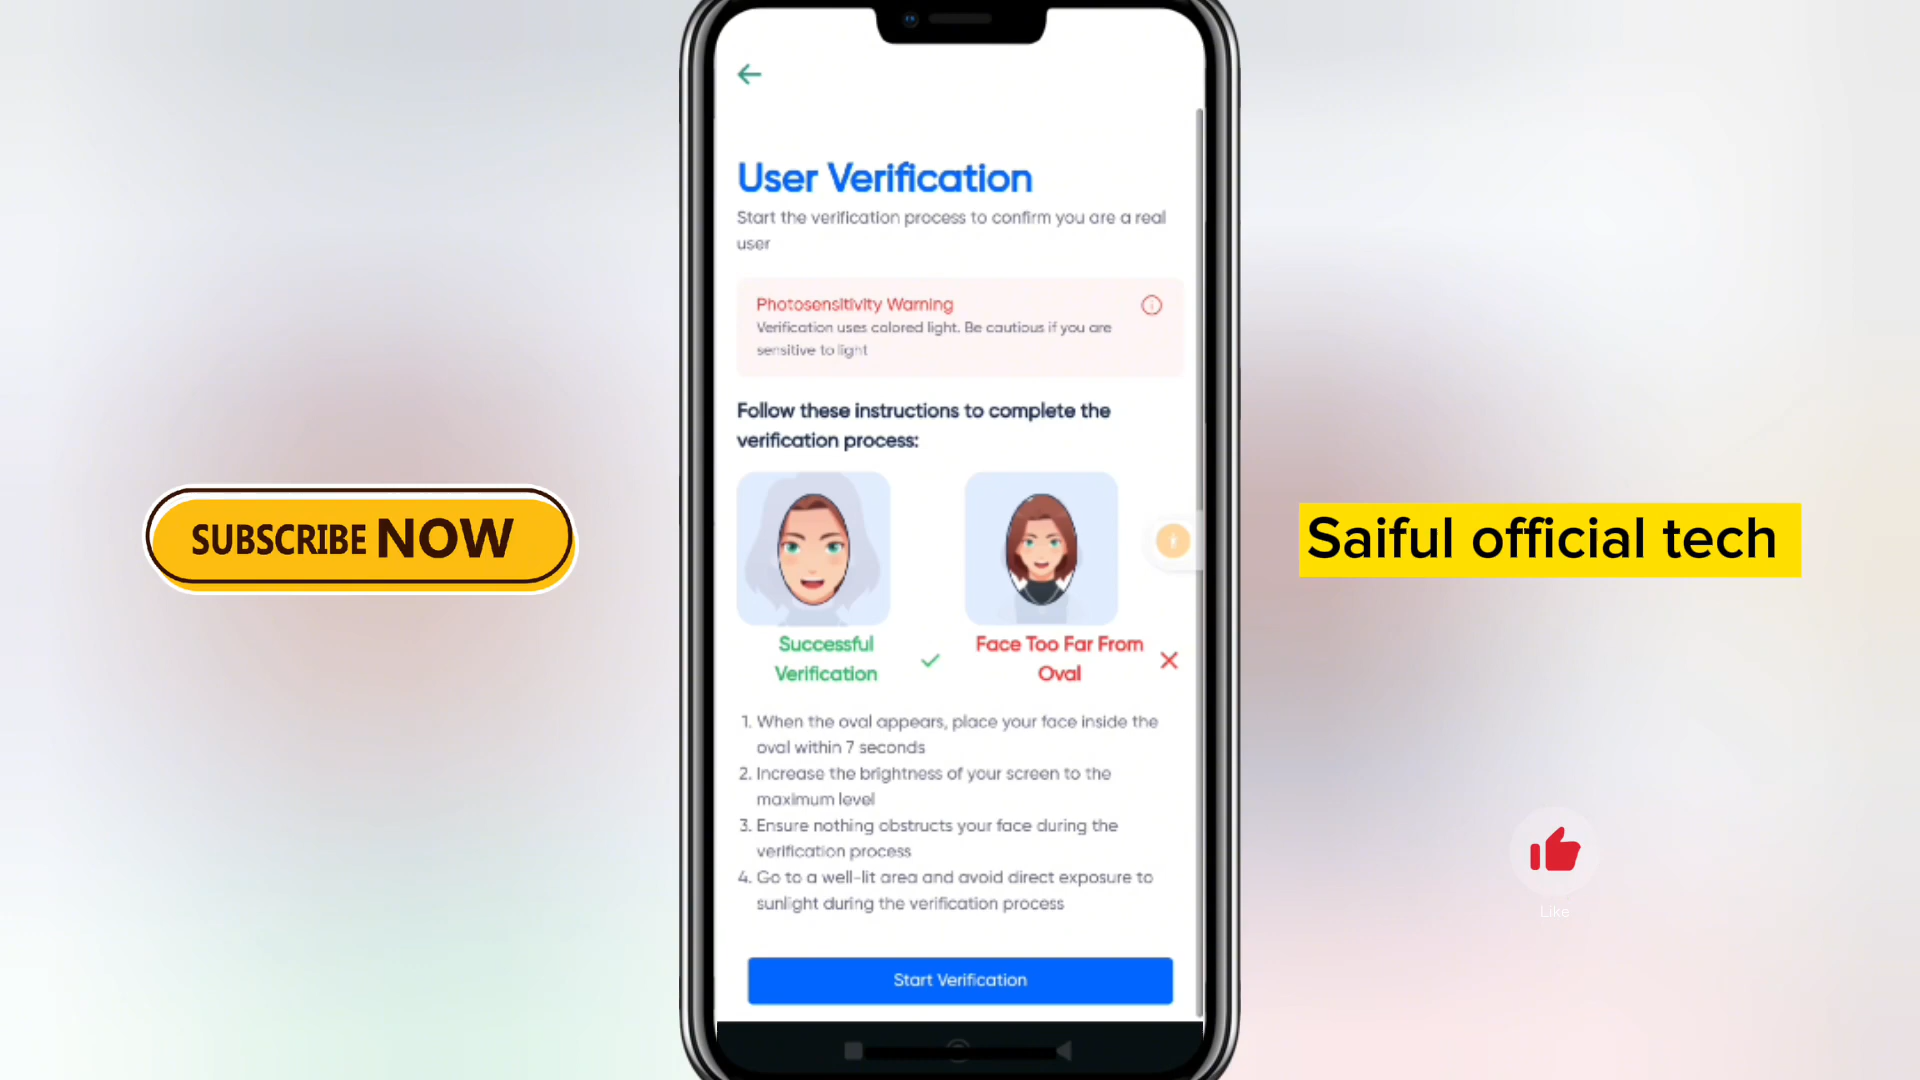 User Verification
Start the verification process to confirm you are a real
user
Photosensitivity Warning
Verification uses colored light. Be cautious if you are
sensitive to light
Follow these instructions to complete the
verification process:
SUBSCRIBE NOW
Saiful official tech
Successful
Verification
Face Too Far From
Oval
1. When the oval appears, place your face inside the
oval within 7 seconds
2. Increase the brightness of your screen to the
maximum level
3. Ensure nothing obstructs your face during the
verification process
4. Go to a well-lit area and avoid direct exposure to
sunlight during the verification process
Like
Start Verification